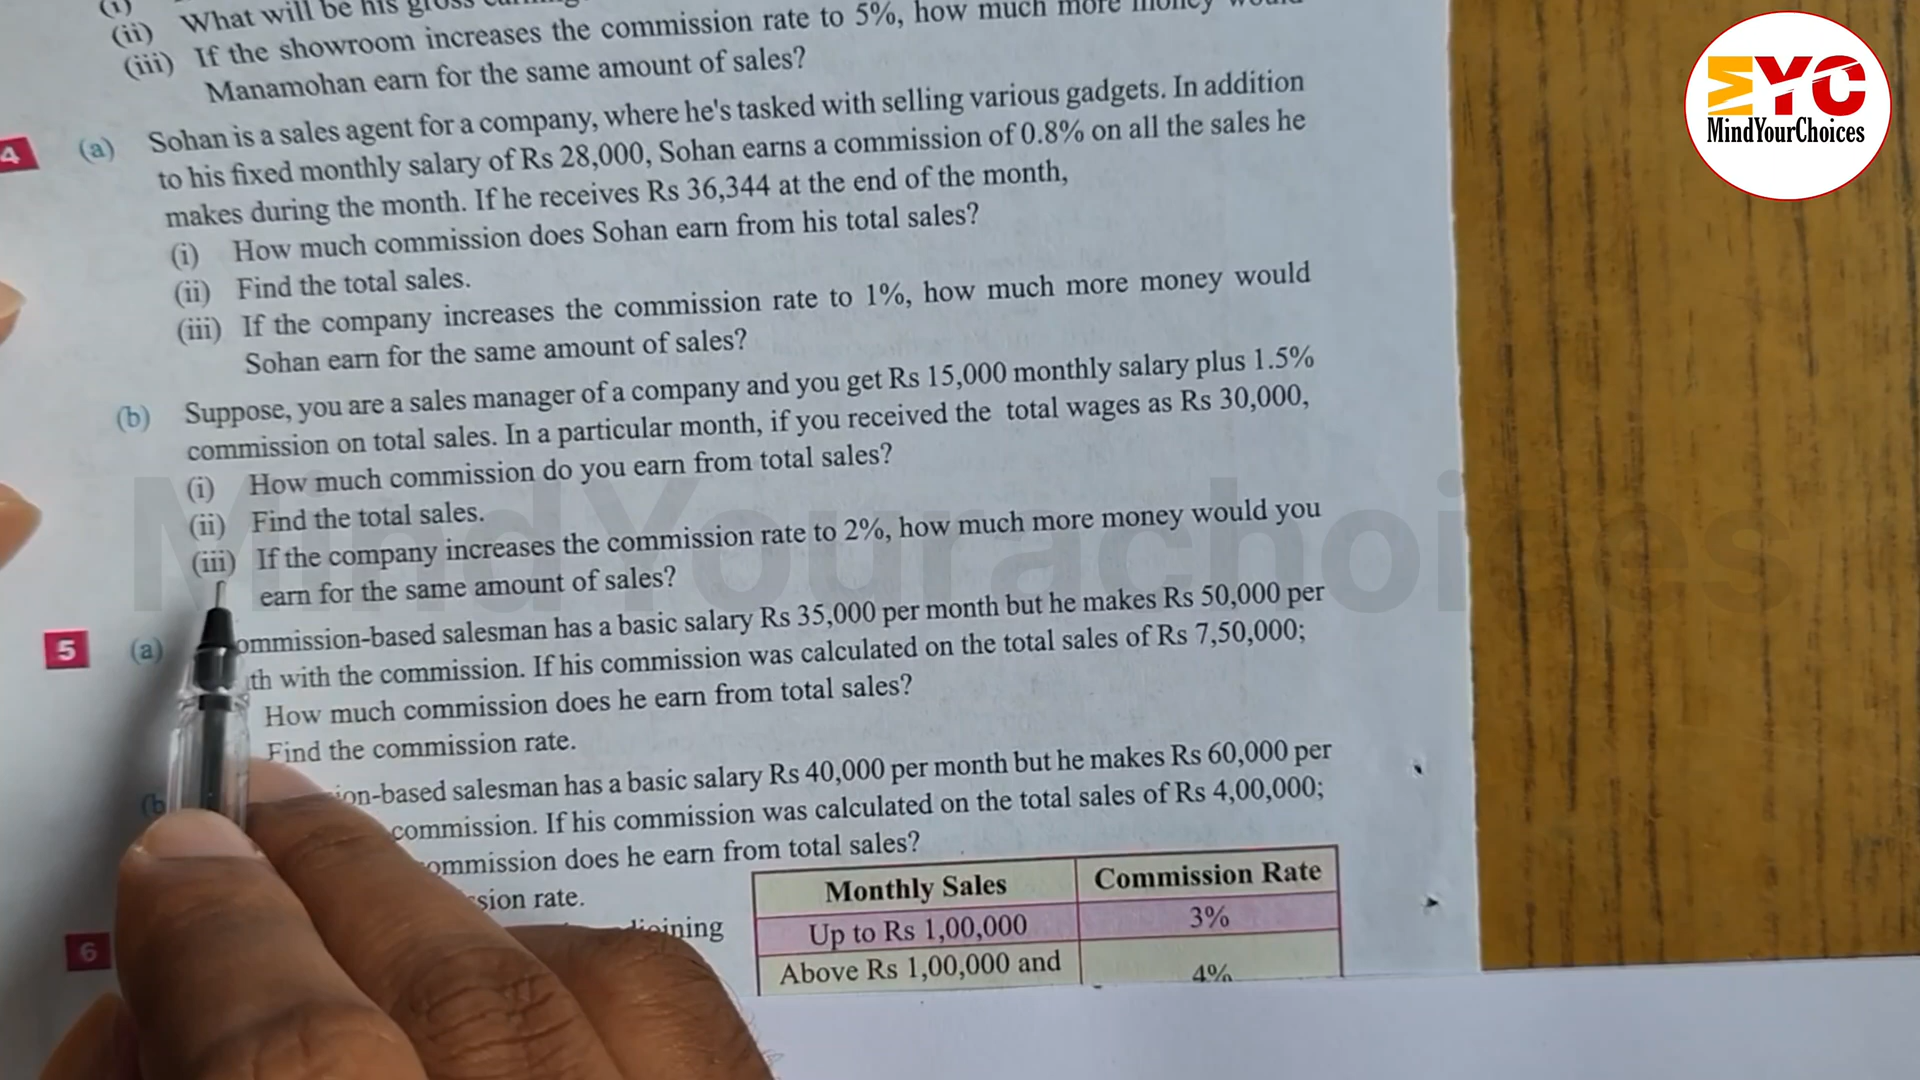 (ii) What will be his gross
(iii) If the showroom increases the commission rate to 5%, how much more money would
Manamohan earn for the same amount of sales?
4 (a) Sohan is a sales agent for a company, where he's tasked with selling various gadgets. In addition
to his fixed monthly salary of Rs 28,000, Sohan earns a commission of 0.8% on all the sales he
makes during the month. If he receives Rs 36,344 at the end of the month,
(i) How much commission does Sohan earn from his total sales?
(ii) Find the total sales.
(iii) If the company increases the commission rate to 1%, how much more money would
Sohan earn for the same amount of sales?
(b) Suppose, you are a sales manager of a company and you get Rs 15,000 monthly salary plus 1.5%
commission on total sales. In a particular month, if you received the total wages as Rs 30,000,
(i) How much commission do you earn from total sales?
(ii) Find the total sales.
(iii) If the company increases the commission rate to 2%, how much more money would you
earn for the same amount of sales?
5 (a) ommission-based salesman has a basic salary Rs 35,000 per month but he makes Rs 50,000 per
th with the commission. If his commission was calculated on the total sales of Rs 7,50,000;
How much commission does he earn from total sales?
Find the commission rate.
(b ion-based salesman has a basic salary Rs 40,000 per month but he makes Rs 60,000 per
commission. If his commission was calculated on the total sales of Rs 4,00,000;
ommission does he earn from total sales?
sion rate.
6 ining
Monthly Sales Commission Rate
Up to Rs 1,00,000 3%
Above Rs 1,00,000 and 4%
MYC
MindYourChoices
MindYourachoices